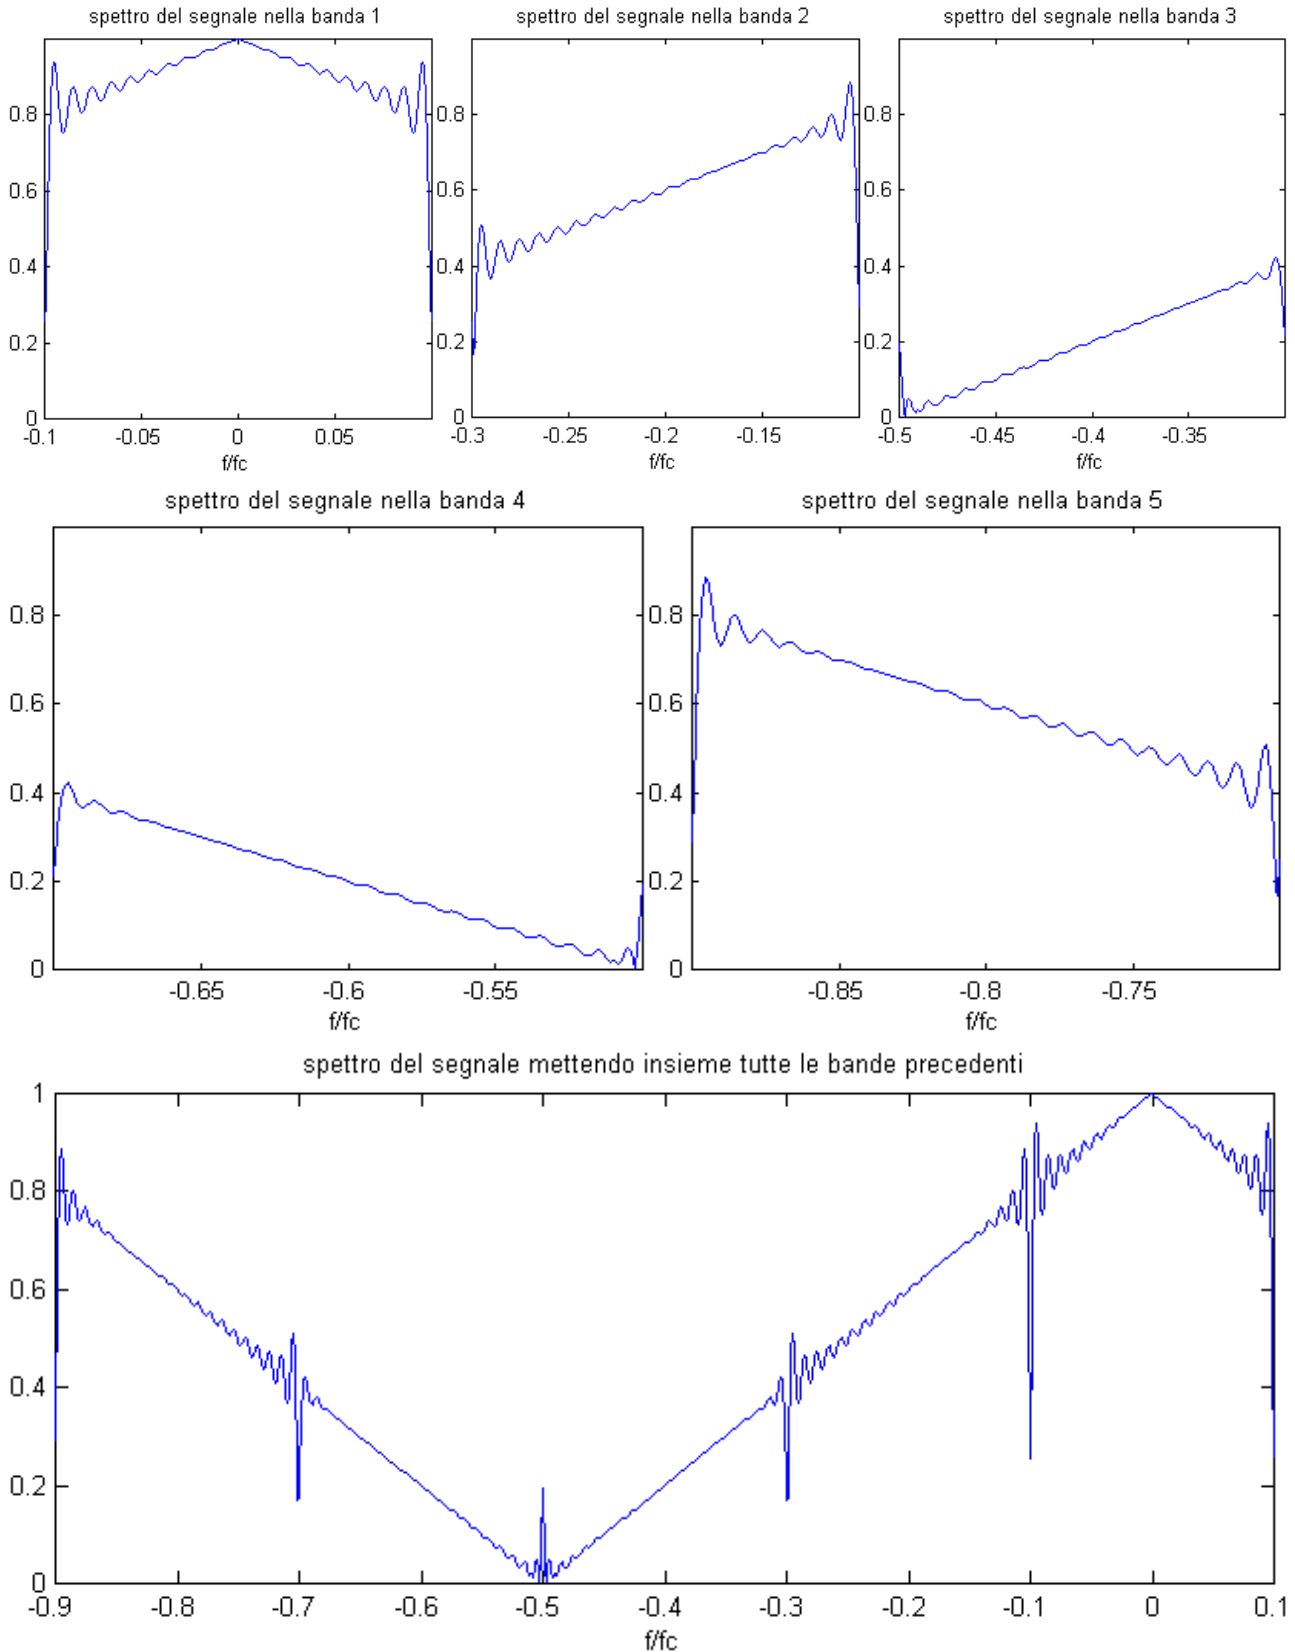 spettro del segnale nella banda 1
0.8
0.6
0.4
0.2
0
-0.1 -0.05 0 0.05
f/fc
spettro del segnale nella banda 2
0.8
0.6
0.4
0.2
0
-0.3 -0.25 -0.2 -0.15
f/fc
spettro del segnale nella banda 3
0.8
0.6
0.4
0.2
0
-0.5 -0.45 -0.4 -0.35
f/fc
spettro del segnale nella banda 4
0.8
0.6
0.4
0.2
0
-0.65 -0.6 -0.55
f/fc
spettro del segnale nella banda 5
0.8
0.6
0.4
0.2
0
-0.85 -0.8 -0.75
f/fc
spettro del segnale mettendo insieme tutte le bande precedenti
1
0.8
0.6
0.4
0.2
0
-0.9 -0.8 -0.7 -0.6 -0.5 -0.4 -0.3 -0.2 -0.1 0 0.1
f/fc